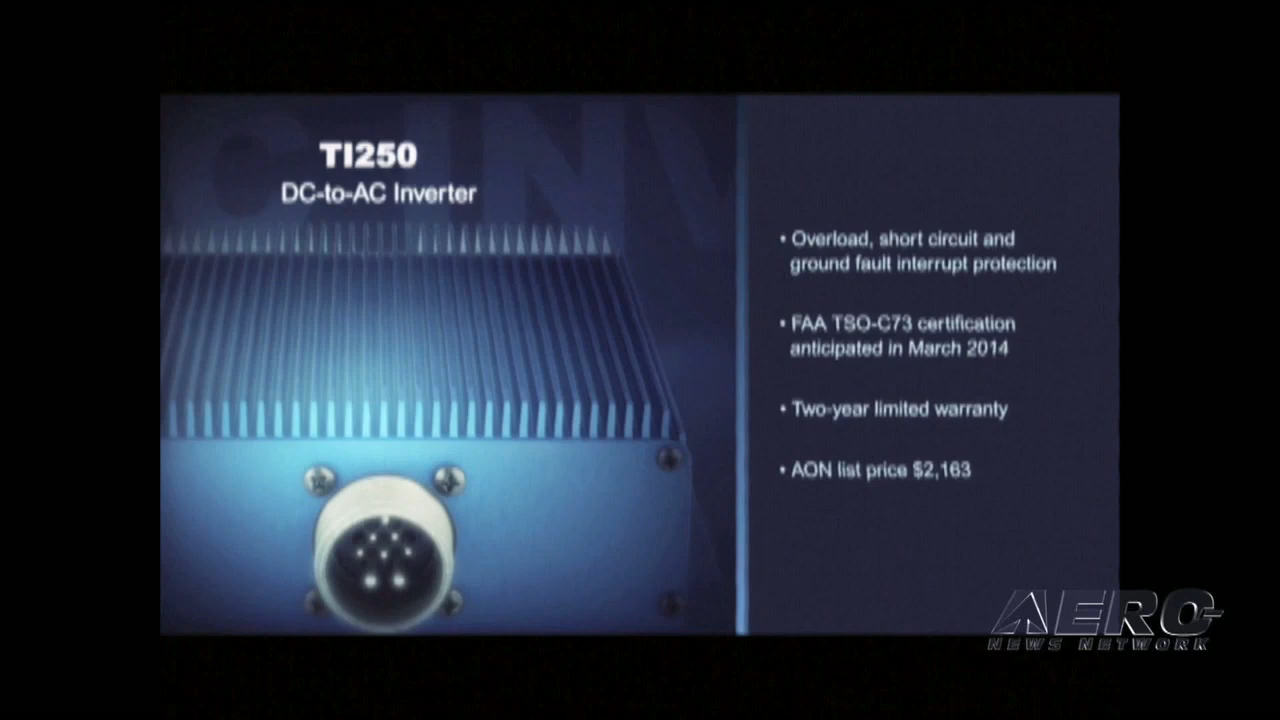 TI250
DC-to-AC Inverter
• Overload, short circuit and
ground fault interrupt protection
• FAA TSO-C73 certification
anticipated in March 2014
• Two-year limited warranty
• AON list price $2,163
AERO
NEWS NETWORK